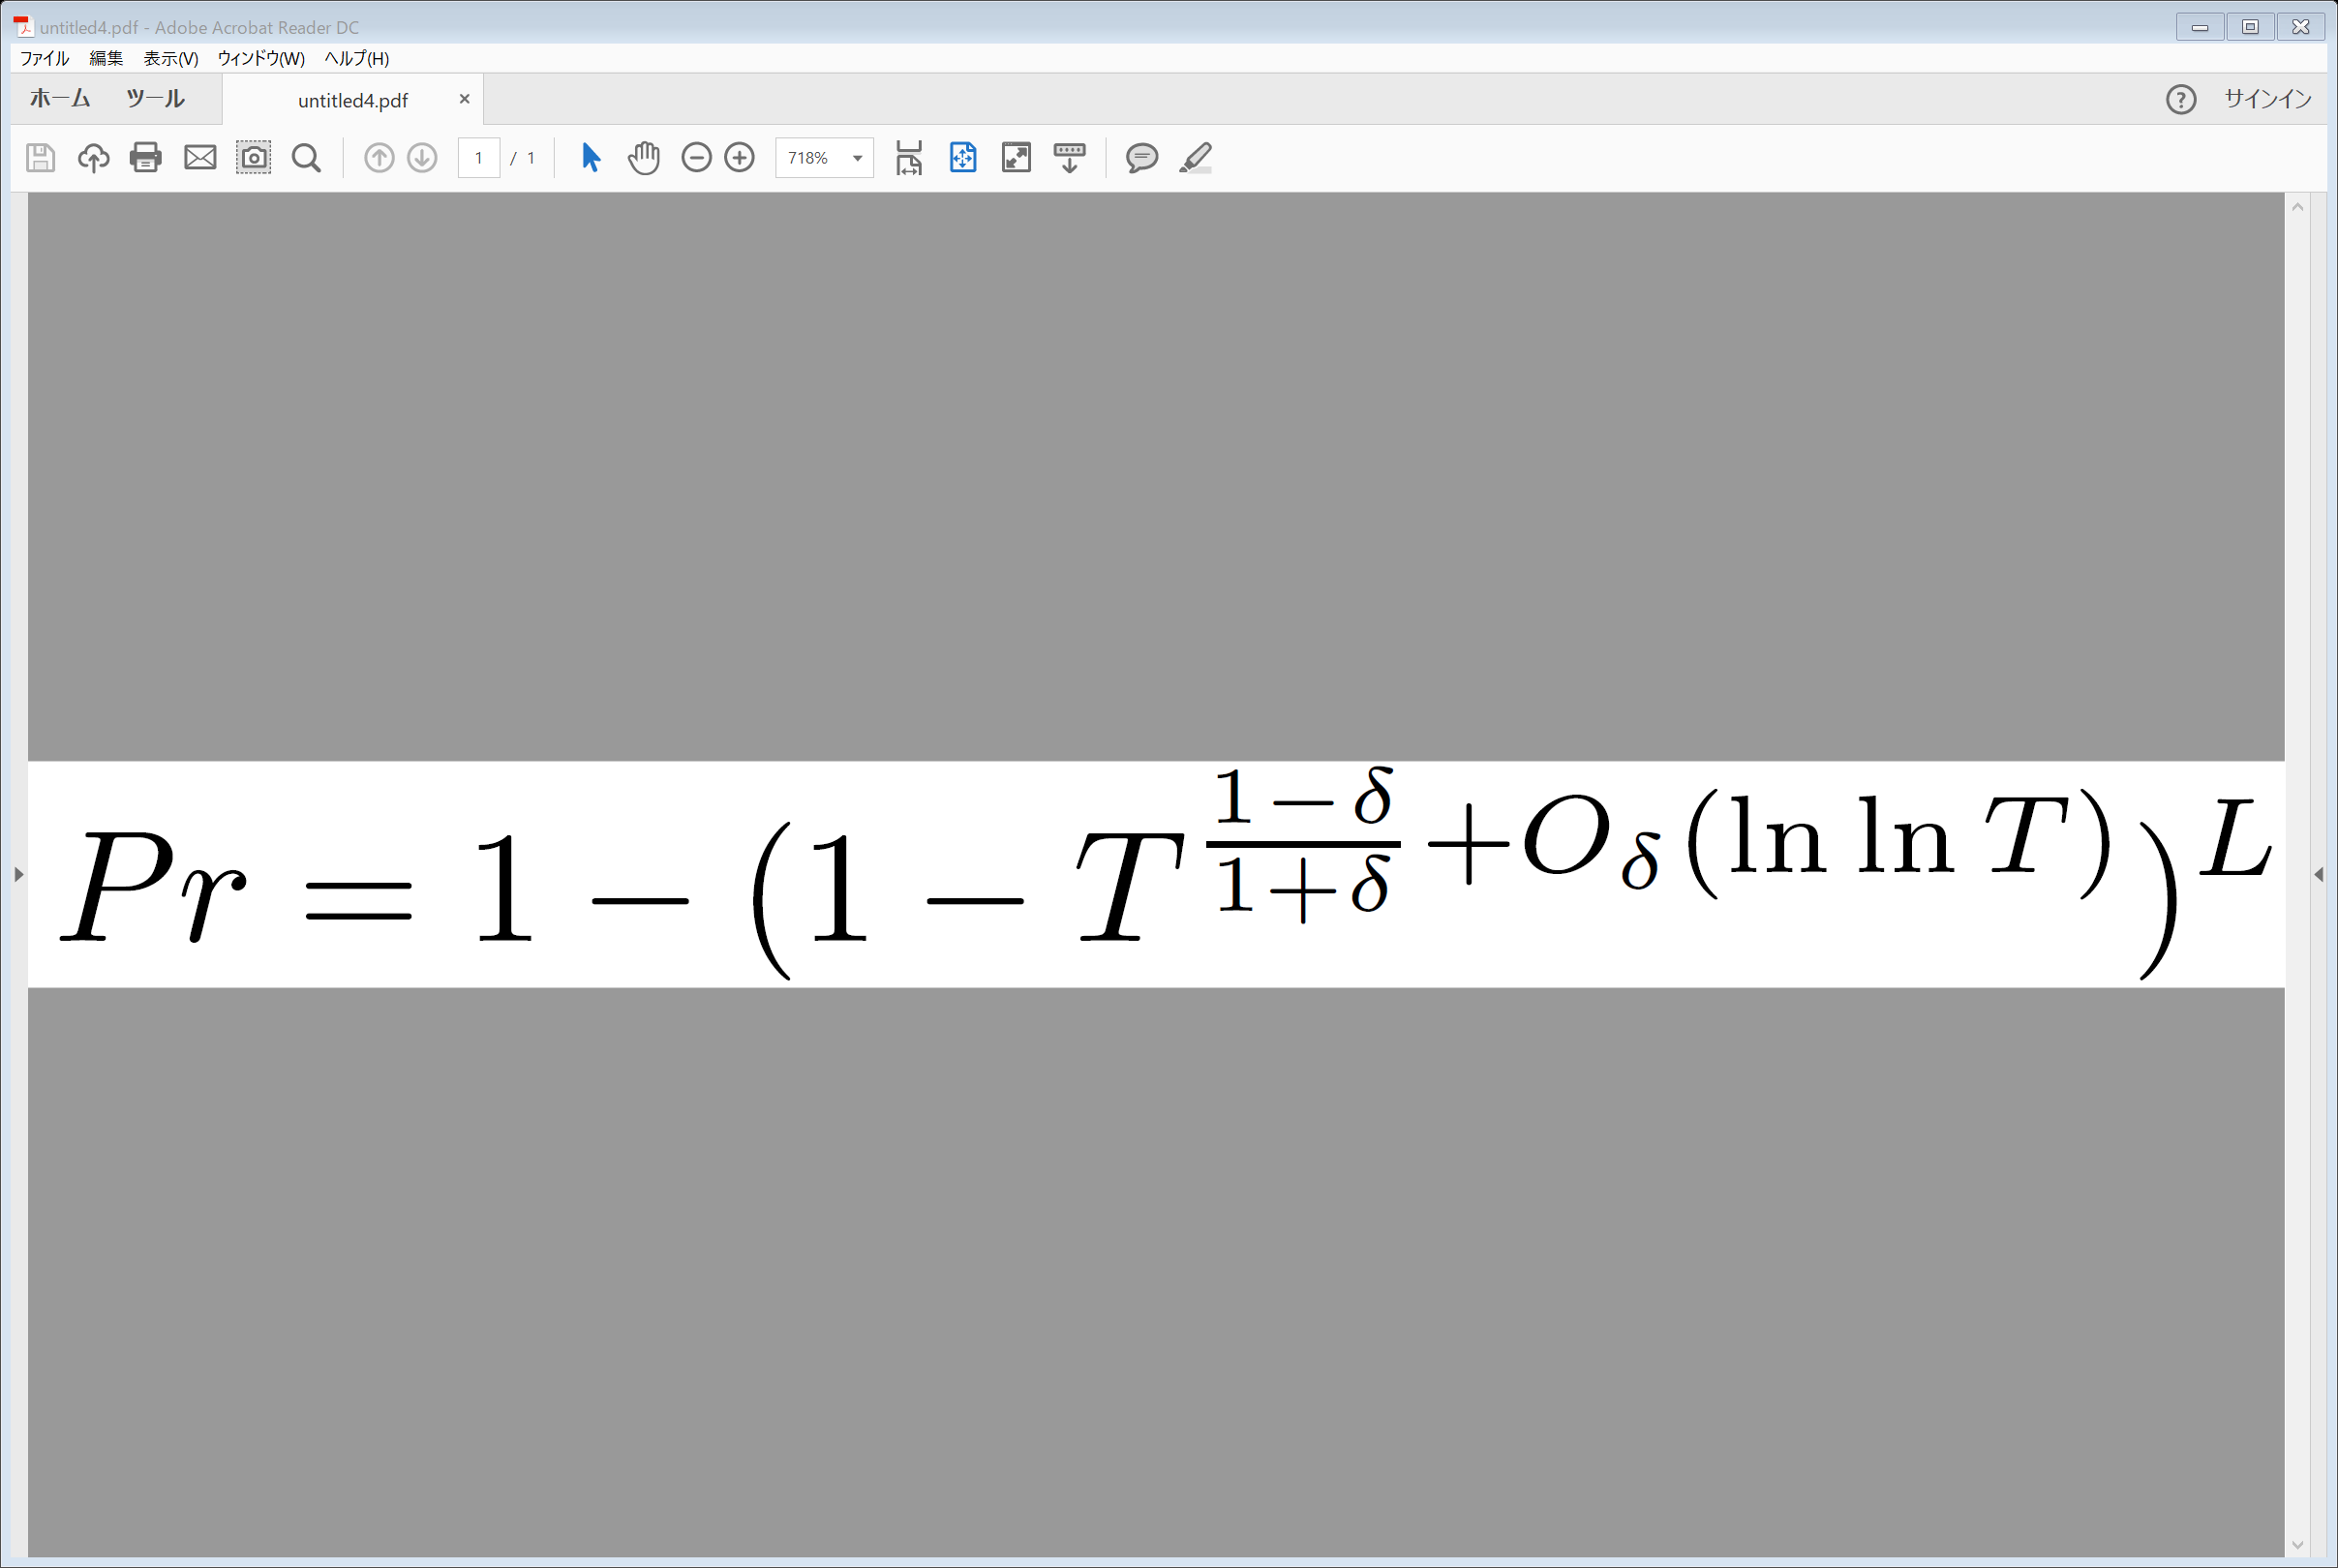 untitled4.pdf - Adobe Acrobat Reader DC
ファイル 編集 表示(V) ウィンドウ(W) ヘルプ(H)
ホーム ツール untitled4.pdf × ? サインイン
1 / 1 718%
Pr = 1 − (1 − T^{\frac{1−δ}{1+δ}+O_δ(ln ln T)})^L